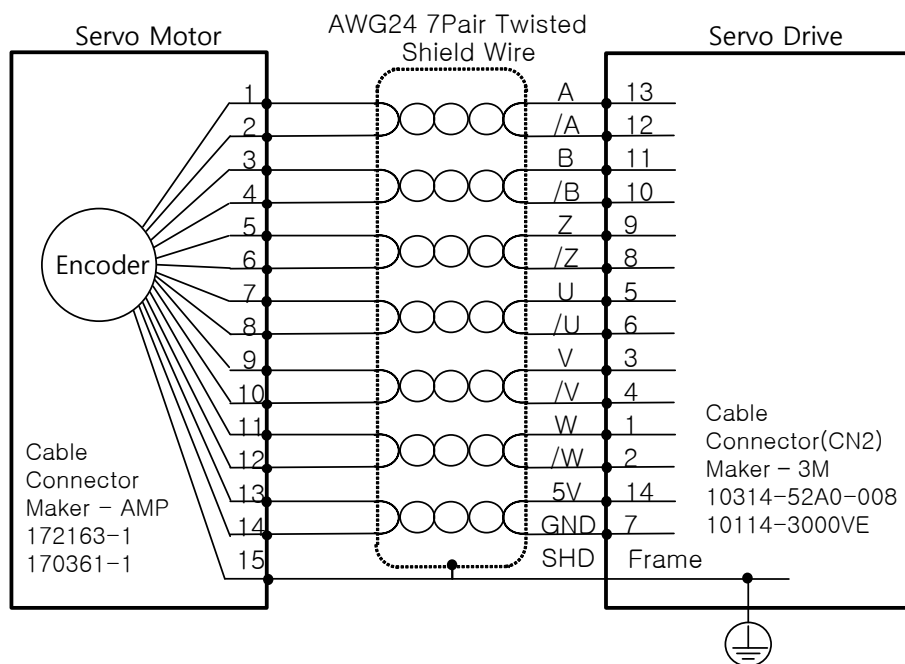 Servo Motor
AWG24 7Pair Twisted
Shield Wire
Servo Drive
1 A 13
2 /A 12
3 B 11
4 /B 10
5 Z 9
Encoder
6 /Z 8
7 U 5
8 /U 6
9 V 3
10 /V 4
11 W 1
12 /W 2
13 5V 14
14 GND 7
15 SHD Frame
Cable
Connector
Maker - AMP
172163-1
170361-1
Cable
Connector(CN2)
Maker - 3M
10314-52A0-008
10114-3000VE